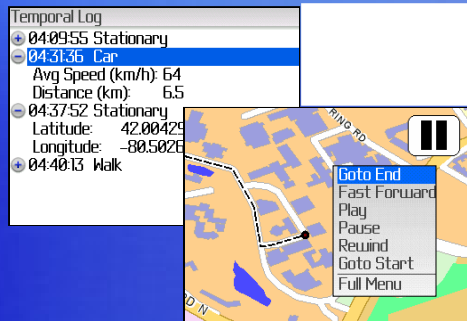 Temporal Log
04:09:55 Stationary
04:31:36 Car
Avg Speed (km/h): 64
Distance (km): 6.5
04:37:52 Stationary
Latitude: 42.00429
Longitude: -80.5026
04:40:13 Walk
RING RD
Goto End
Fast Forward
Play
Pause
Rewind
Goto Start
Full Menu
D N